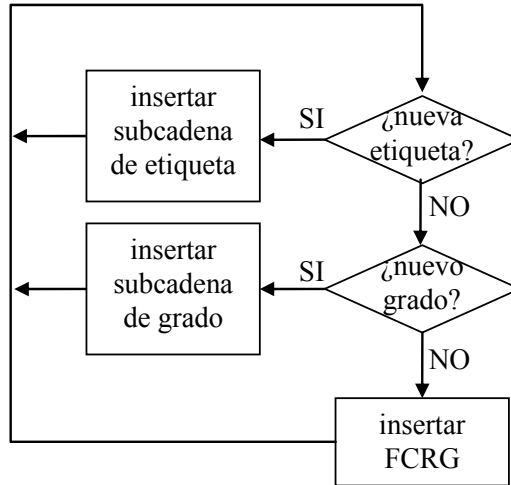 insertar
subcadena
de etiqueta
SI
¿nueva
etiqueta?
NO
insertar
subcadena
de grado
SI
¿nuevo
grado?
NO
insertar
FCRG